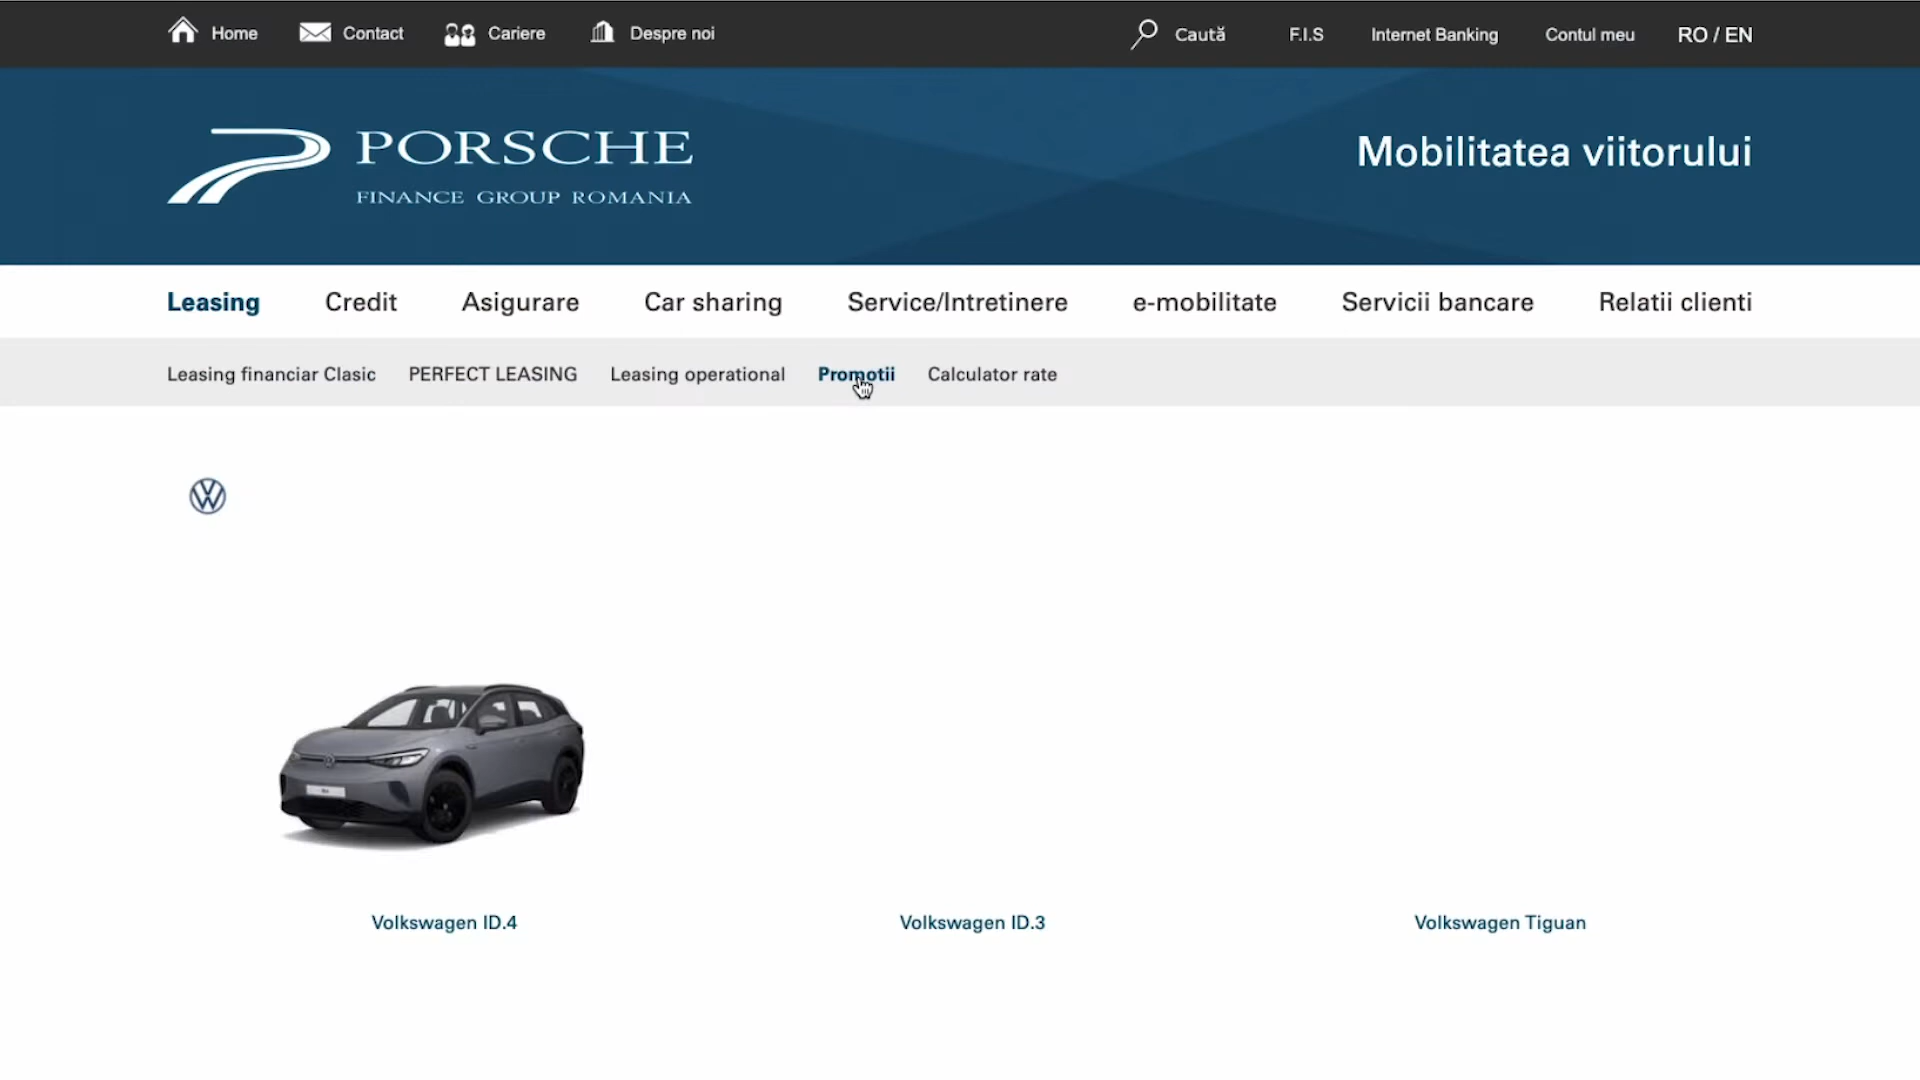 Home Contact Cariere Despre noi Caută F.I.S Internet Banking Contul meu RO / EN
PORSCHE
FINANCE GROUP ROMANIA
Mobilitatea viitorului
Leasing Credit Asigurare Car sharing Service/Intretinere e-mobilitate Servicii bancare Relatii clienti
Leasing financiar Clasic PERFECT LEASING Leasing operational Promotii Calculator rate
Volkswagen ID.4 Volkswagen ID.3 Volkswagen Tiguan